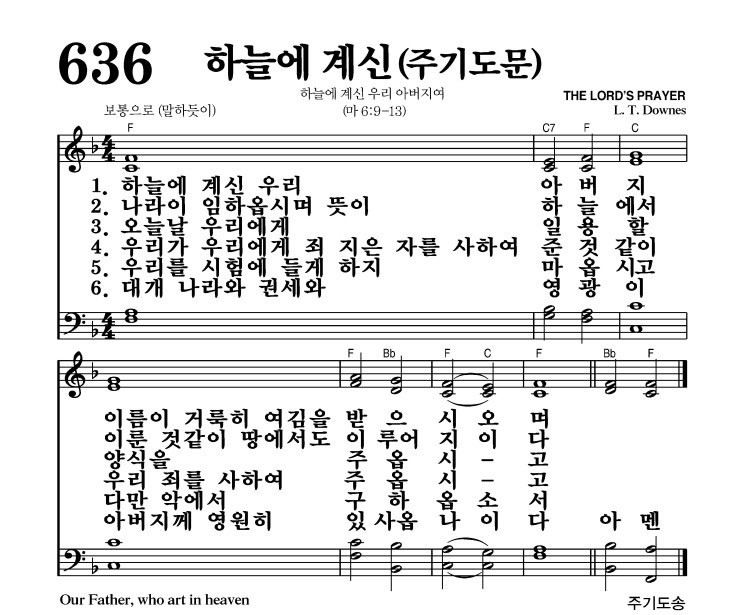 636 하늘에 계신(주기도문)
하늘에 계신 우리 아버지여
THE LORD'S PRAYER
보통으로 (말하듯이)
(마 6:9-13)
L. T. Downes
F C7 F C
1. 하늘에 계신 우리 아 버 지
2. 나라이 임하옵시며 뜻이 하 늘 에서
3. 오늘날 우리에게 일 용 할
4. 우리가 우리에게 죄 지은 자를 사하여 준 것 같이
5. 우리를 시험에 들게 하지 마 옵 시고
6. 대개 나라와 권세와 영 광 이
F Bb F C F Bb F
이름이 거룩히 여김을 받 으 시 오 며
이룬 것같이 땅에서도 이 루어 지 이 다
양식을 주 옵 시 - 고
우리 죄를 사하여 주 옵 시 - 고
다만 악에서 구 하 옵 소 서
아버지께 영원히 있 사옵 나 이 다 아 멘
Our Father, who art in heaven
주기도송